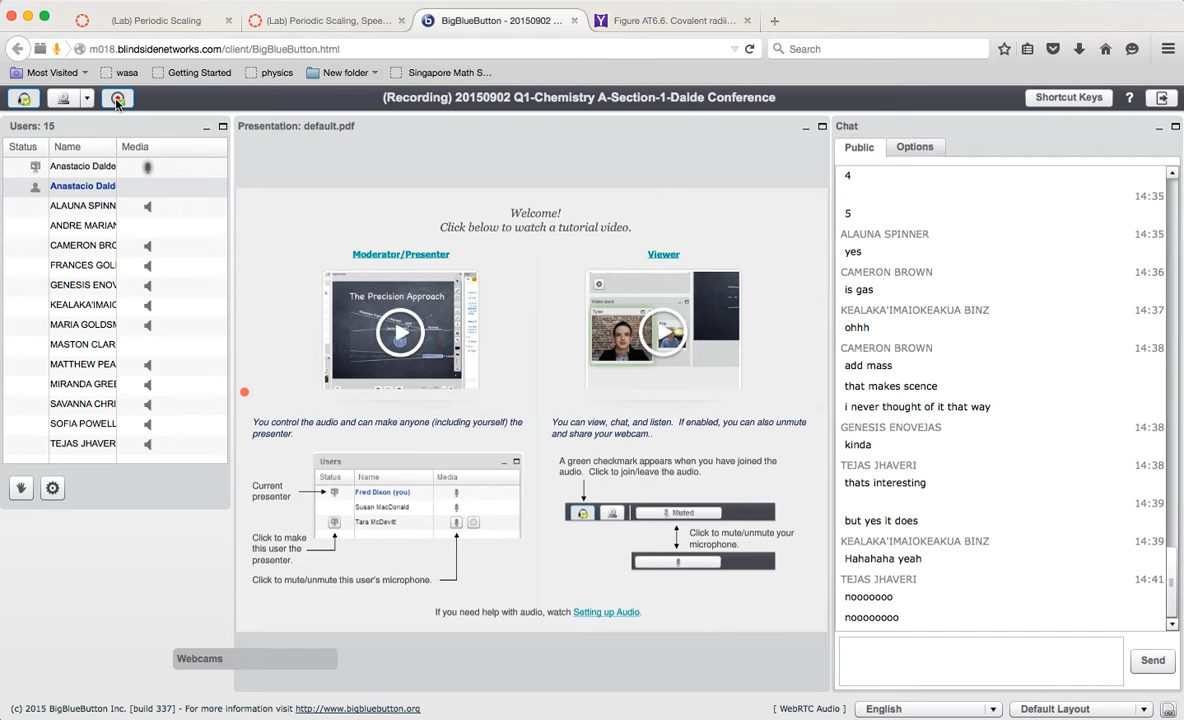 (Lab) Periodic Scaling
(Lab) Periodic Scaling, Spee...
BigBlueButton - 20150902 ...
Figure AT6.6. Covalent radii...
m018.blindsidenetworks.com/client/BigBlueButton.html
Search
Most Visited
wasa
Getting Started
physics
New folder
Singapore Math S...
(Recording) 20150902 Q1-Chemistry A-Section-1-Dalde Conference
Shortcut Keys
?
Users: 15
Status Name Media
Anastacio Dalde
Anastacio Dald
ALAUNA SPINN
ANDRE MARIAN
CAMERON BRC
FRANCES GOLI
GENESIS ENOV
KEALAKA'IMAIC
MARIA GOLDSM
MASTON CLAR
MATTHEW PEA
MIRANDA GREE
SAVANNA CHRI
SOFIA POWELL
TEJAS JHAVER
Presentation: default.pdf
Welcome!
Click below to watch a tutorial video.
Moderator/Presenter
Viewer
The Precision Approach
You control the audio and can make anyone (including yourself) the
presenter.
You can view, chat, and listen. If enabled, you can also unmute
and share your webcam..
Users
Status Name Media
Current
presenter
Fred Dixon (you)
Susan MacDonald
Tara McDevitt
Click to make
this user the
presenter.
Click to mute/unmute this user's microphone.
A green checkmark appears when you have joined the
audio. Click to join/leave the audio.
Muted
Click to mute/unmute your
microphone.
If you need help with audio, watch Setting up Audio.
Webcams
Chat
Public
Options
4
14:35
5
ALAUNA SPINNER 14:35
yes
CAMERON BROWN 14:36
is gas
KEALAKA'IMAIOKEAKUA BINZ 14:37
ohhh
CAMERON BROWN 14:38
add mass
that makes scence
i never thought of it that way
GENESIS ENOVEJAS 14:38
kinda
TEJAS JHAVERI 14:38
thats interesting
14:39
but yes it does
KEALAKA'IMAIOKEAKUA BINZ 14:39
Hahahaha yeah
TEJAS JHAVERI 14:41
nooooooo
noooooooo
Send
(c) 2015 BigBlueButton Inc. [build 337] - For more information visit http://www.bigbluebutton.org
[ WebRTC Audio ]
English
Default Layout